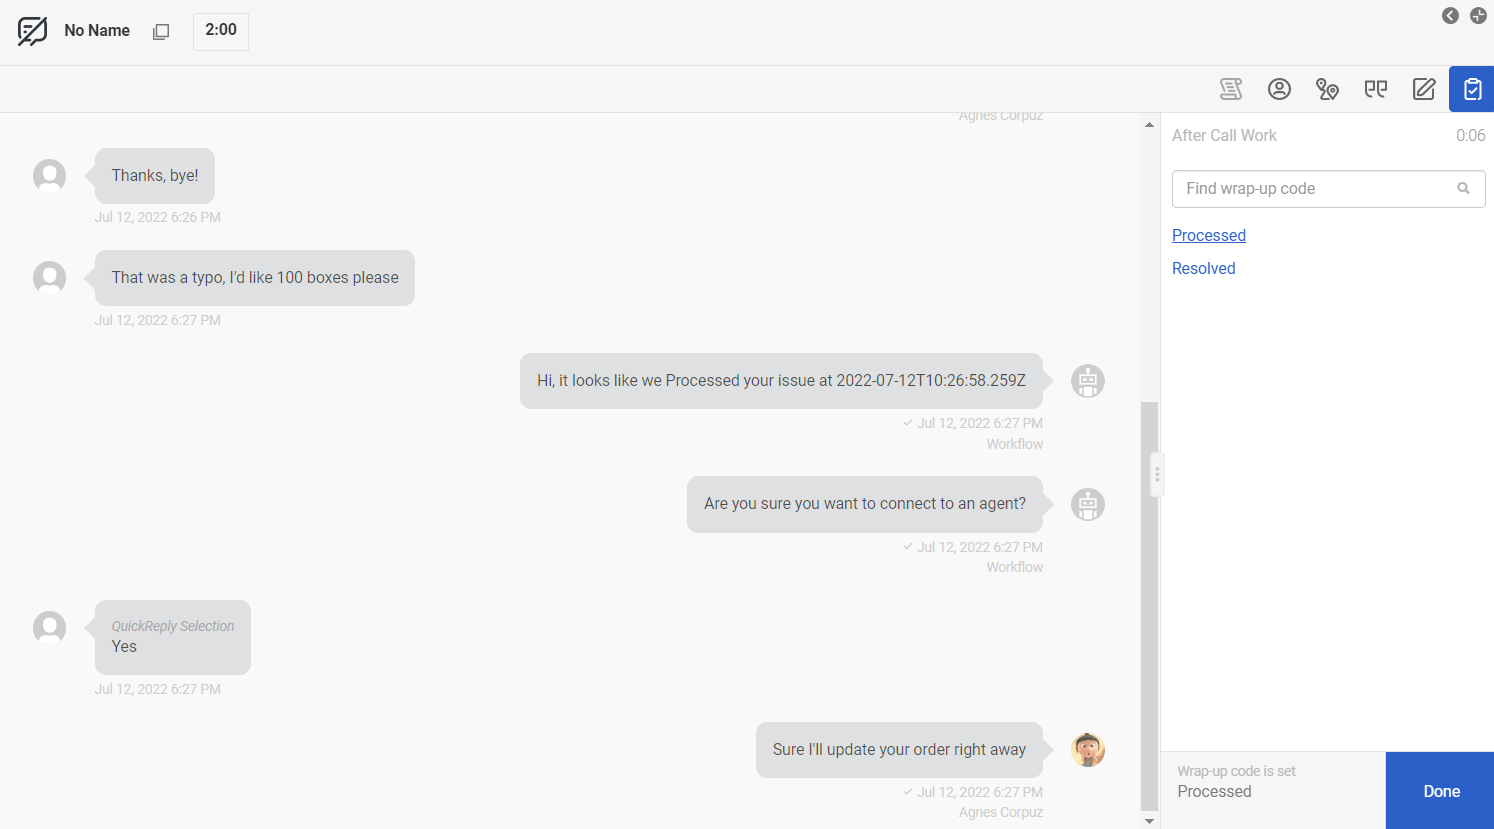 No Name
2:00
Agnes Corpuz
Thanks, bye!
Jul 12, 2022 6:26 PM
That was a typo, I'd like 100 boxes please
Jul 12, 2022 6:27 PM
Hi, it looks like we Processed your issue at 2022-07-12T10:26:58.259Z
Jul 12, 2022 6:27 PM
Workflow
Are you sure you want to connect to an agent?
Jul 12, 2022 6:27 PM
Workflow
QuickReply Selection
Yes
Jul 12, 2022 6:27 PM
Sure I'll update your order right away
Jul 12, 2022 6:27 PM
Agnes Corpuz
After Call Work 0:06
Find wrap-up code
Processed
Resolved
Wrap-up code is set
Processed
Done